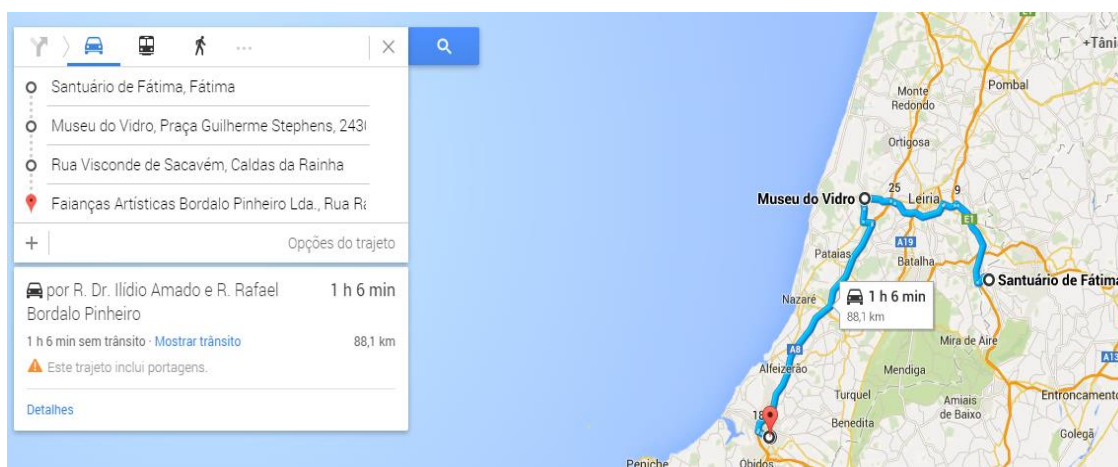 Santuário de Fátima, Fátima
Museu do Vidro, Praça Guilherme Stephens, 243
Rua Visconde de Sacavém, Caldas da Rainha
Faianças Artísticas Bordalo Pinheiro Lda., Rua R
+ Opções do trajeto
por R. Dr. Ilídio Amado e R. Rafael 1 h 6 min
Bordalo Pinheiro
1 h 6 min sem trânsito · Mostrar trânsito 88,1 km
Este trajeto inclui portagens.
Detalhes
+Tâni
Monte
Redondo
Pombal
Ortigosa
Museu do Vidro
25
Leiria
9
E1
A19
Pataias
Batalha
Santuário de Fátima
Nazaré
1 h 6 min
88,1 km
Mira de Aire
A8
A13
Alfeizerão
Mendiga
Turquel
Amiais
de Baixo
Entroncamento
18
Benedita
Golegã
Peniche
Óbidos